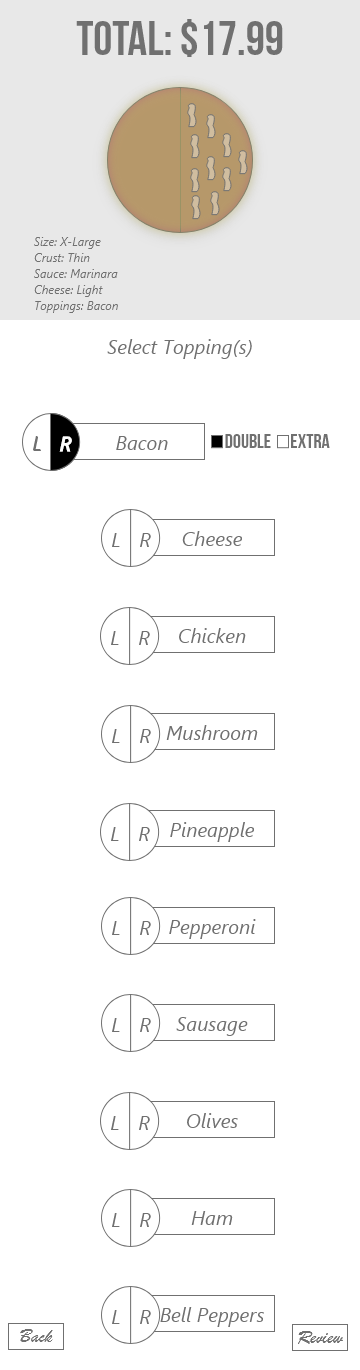 TOTAL: $17.99
Size: X-Large
Crust: Thin
Sauce: Marinara
Cheese: Light
Toppings: Bacon
Select Topping(s)
L R Bacon DOUBLE EXTRA
L R Cheese
L R Chicken
L R Mushroom
L R Pineapple
L R Pepperoni
L R Sausage
L R Olives
L R Ham
L R Bell Peppers
Back Review